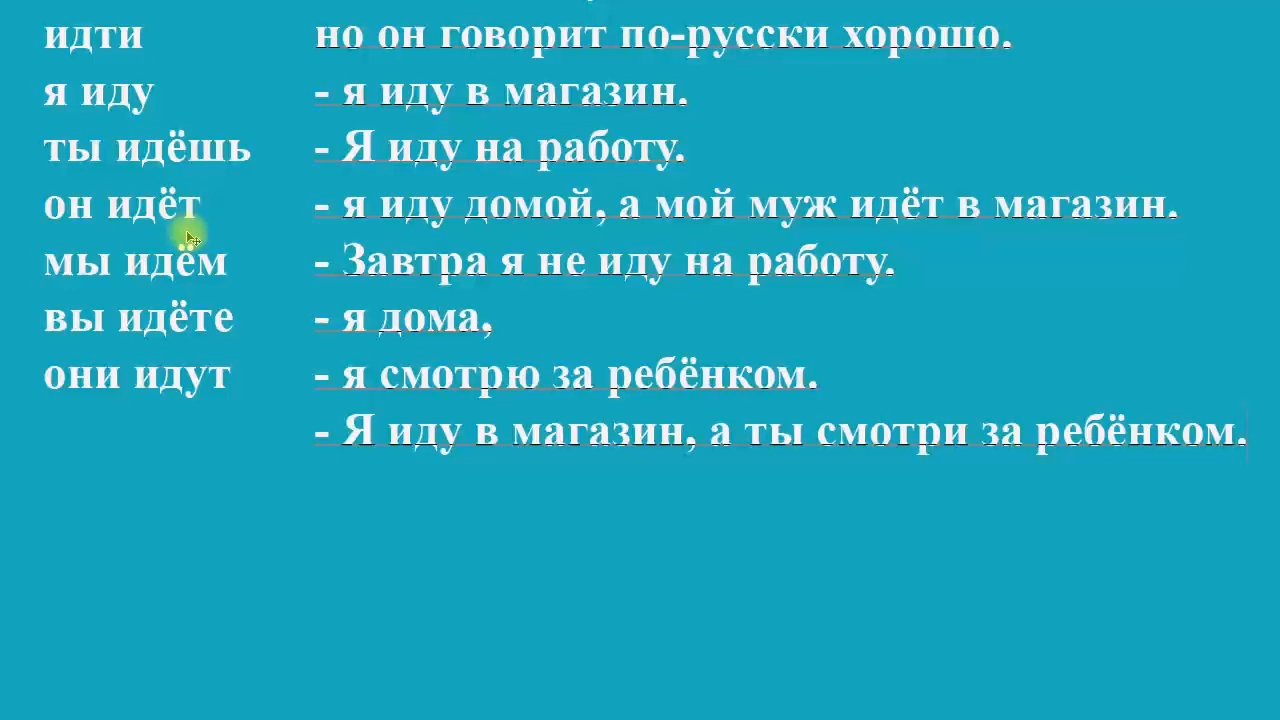 идти но он говорит по-русски хорошо.
я иду - я иду в магазин.
ты идёшь - Я иду на работу.
он идёт - я иду домой, а мой муж идёт в магазин.
мы идём - Завтра я не иду на работу.
вы идёте - я дома,
они идут - я смотрю за ребёнком.
- Я иду в магазин, а ты смотри за ребёнком.